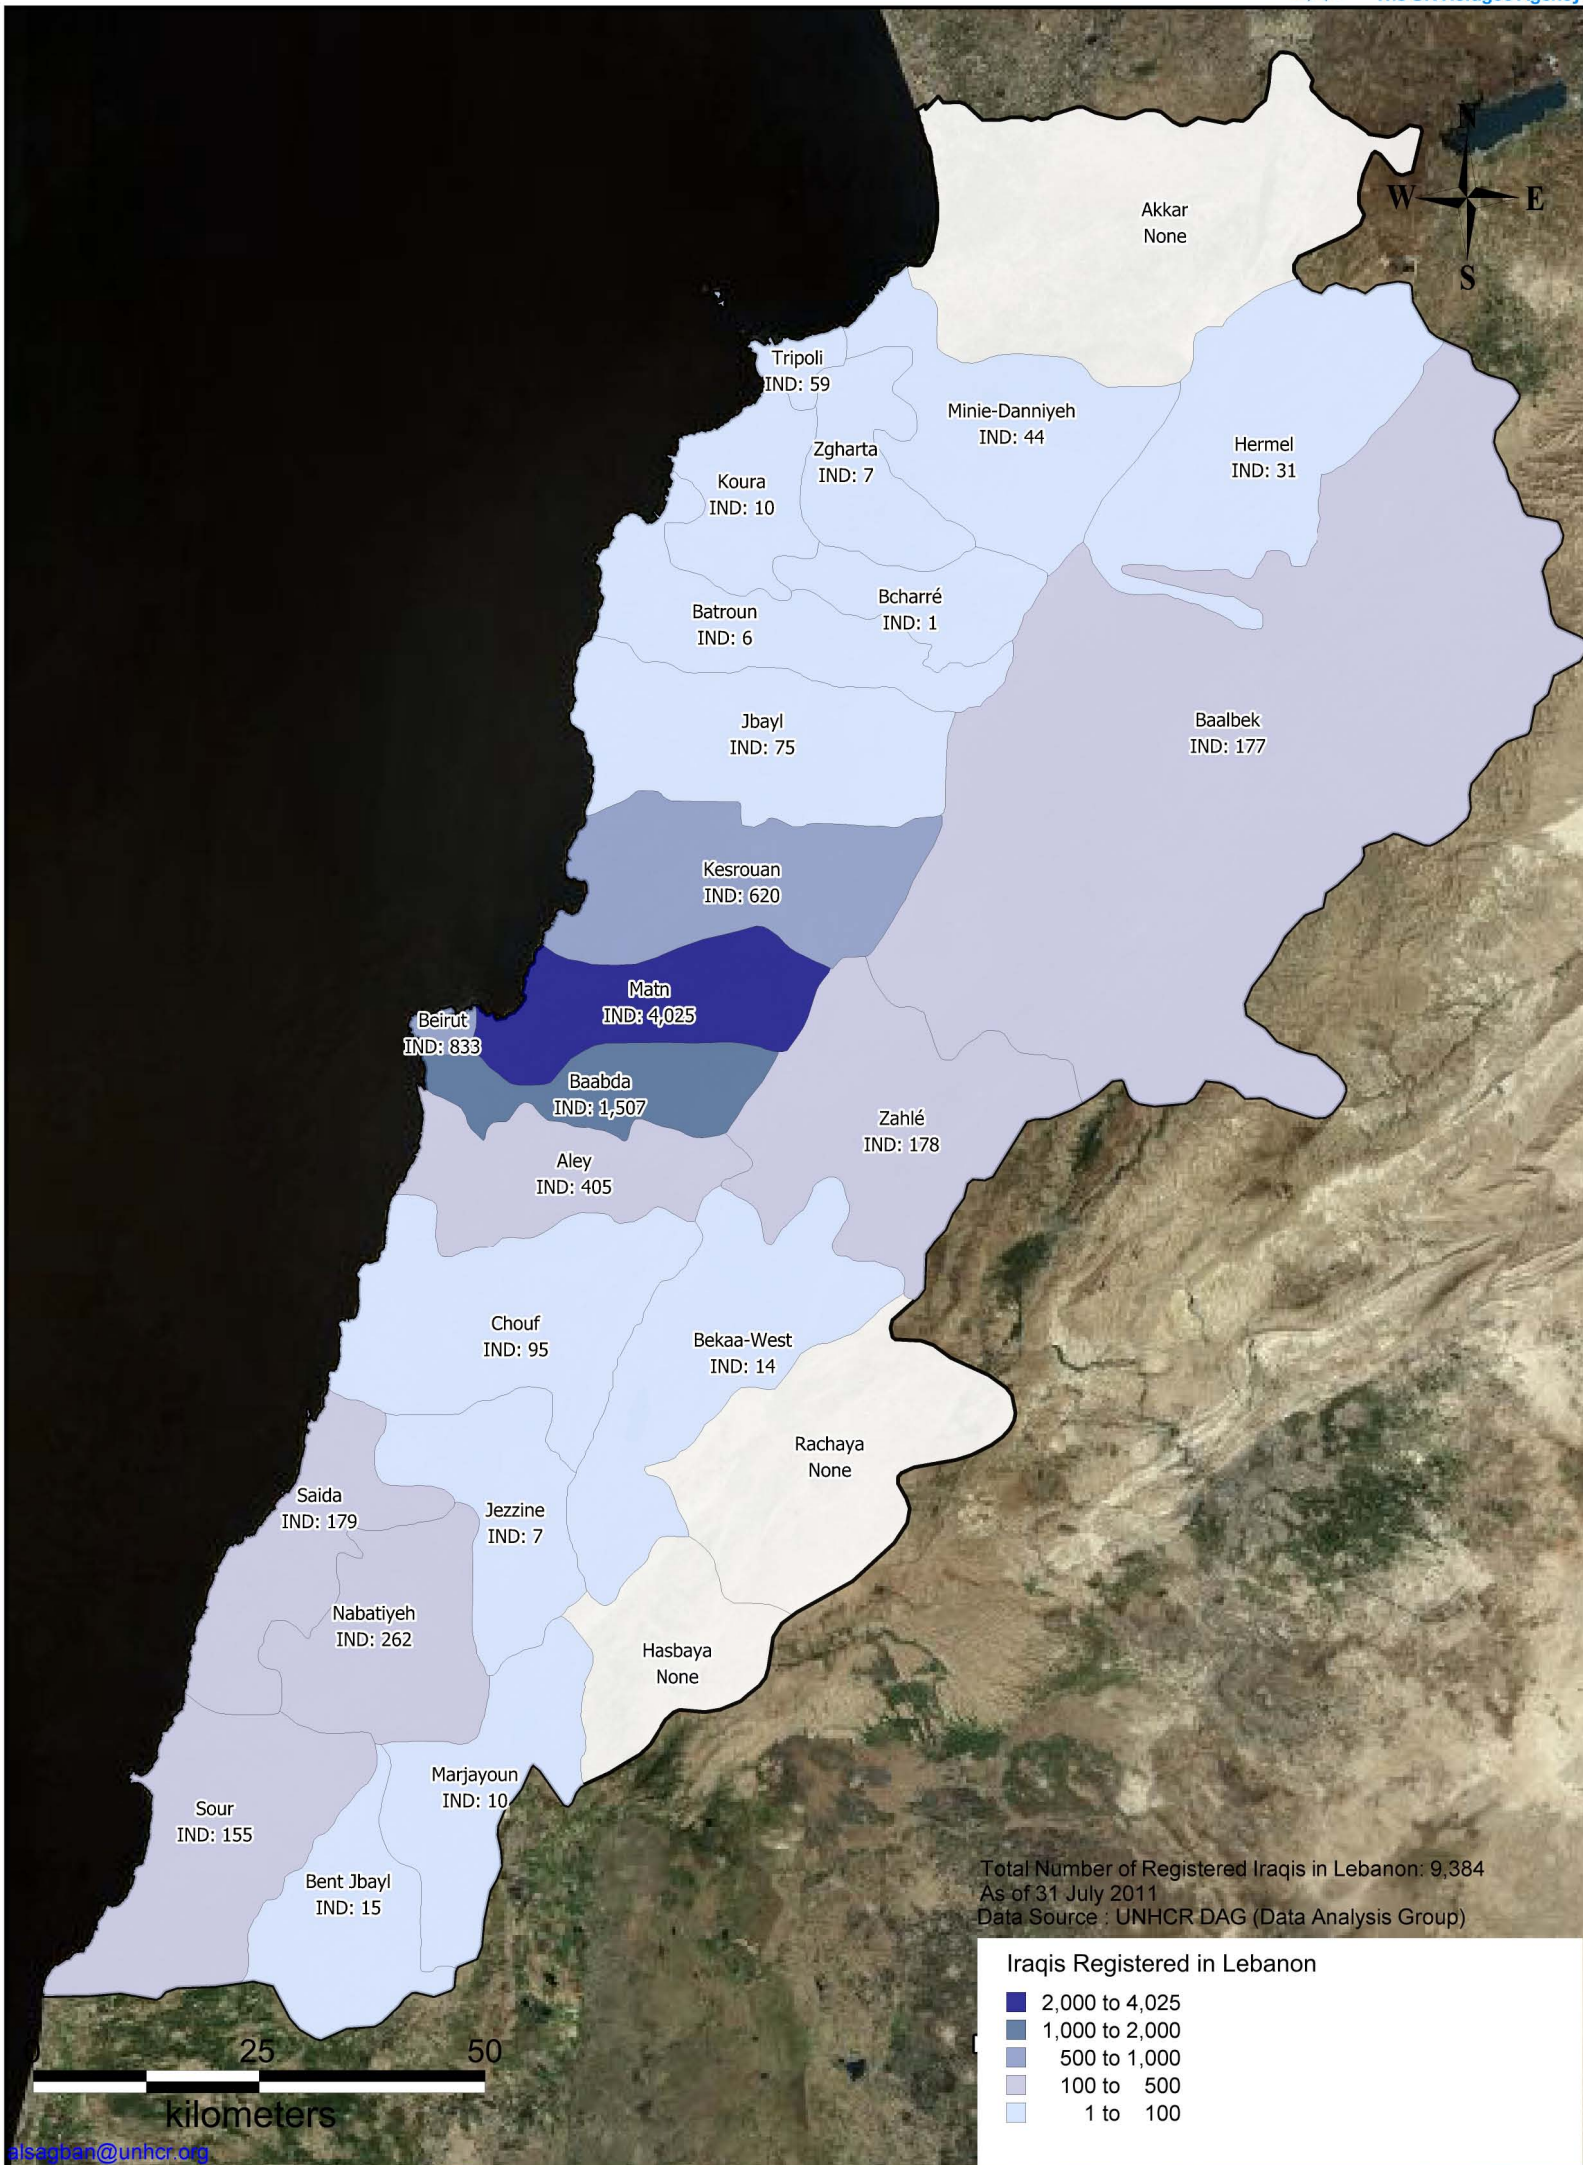 N
W E
S
Akkar
None
Tripoli
IND: 59
Minie-Danniyeh
IND: 44
Zgharta
IND: 7
Hermel
IND: 31
Koura
IND: 10
Bcharré
IND: 1
Batroun
IND: 6
Jbayl
IND: 75
Baalbek
IND: 177
Kesrouan
IND: 620
Matn
IND: 4,025
Beirut
IND: 833
Baabda
IND: 1,507
Zahlé
IND: 178
Aley
IND: 405
Chouf
IND: 95
Bekaa-West
IND: 14
Rachaya
None
Saida
IND: 179
Jezzine
IND: 7
Nabatiyeh
IND: 262
Hasbaya
None
Marjayoun
IND: 10
Sour
IND: 155
Bent Jbayl
IND: 15
Total Number of Registered Iraqis in Lebanon: 9,384
As of 31 July 2011
Data Source : UNHCR DAG (Data Analysis Group)
Iraqis Registered in Lebanon
2,000 to 4,025
1,000 to 2,000
500 to 1,000
100 to 500
1 to 100
0 25 50
kilometers
alsagban@unhcr.org